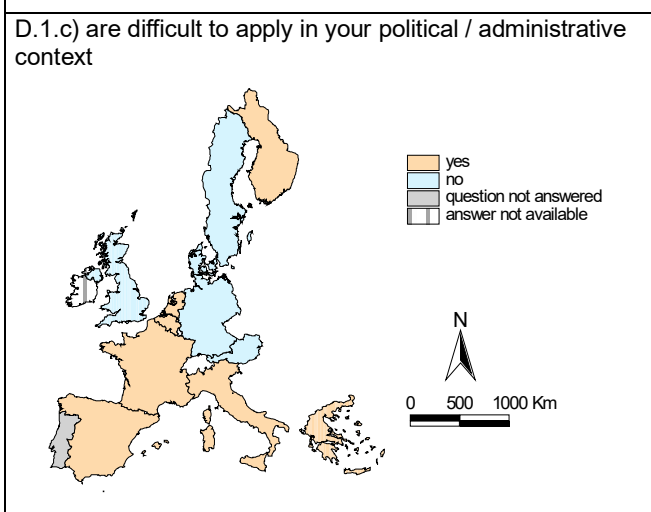 D.1.c) are difficult to apply in your political / administrative
context
yes
no
question not answered
answer not available
N
0 500 1000 Km